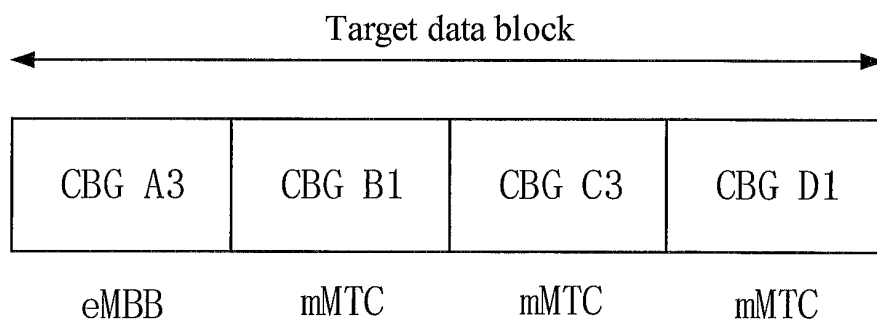 Target data block
CBG A3 CBG B1 CBG C3 CBG D1
eMBB mMTC mMTC mMTC